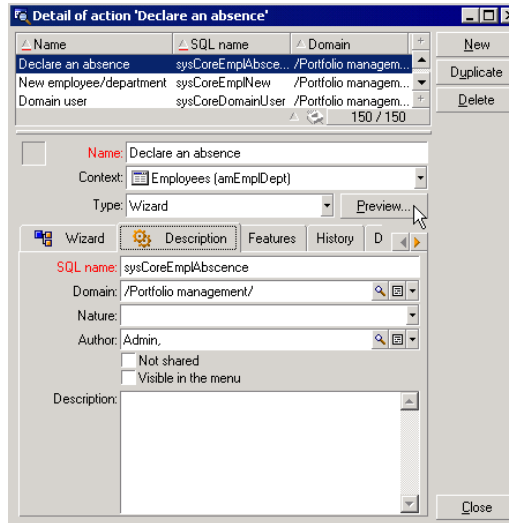 Detail of action 'Declare an absence'
Name SQL name Domain
Declare an absence sysCoreEmplAbsce... /Portfolio managem...
New employee/department sysCoreEmplNew /Portfolio managem...
Domain user sysCoreDomainUser /Portfolio managem...
150 / 150
New
Duplicate
Delete
Name: Declare an absence
Context: Employees (amEmplDept)
Type: Wizard Preview...
Wizard Description Features History D
SQL name: sysCoreEmplAbscence
Domain: /Portfolio management/
Nature:
Author: Admin,
Not shared
Visible in the menu
Description:
Close